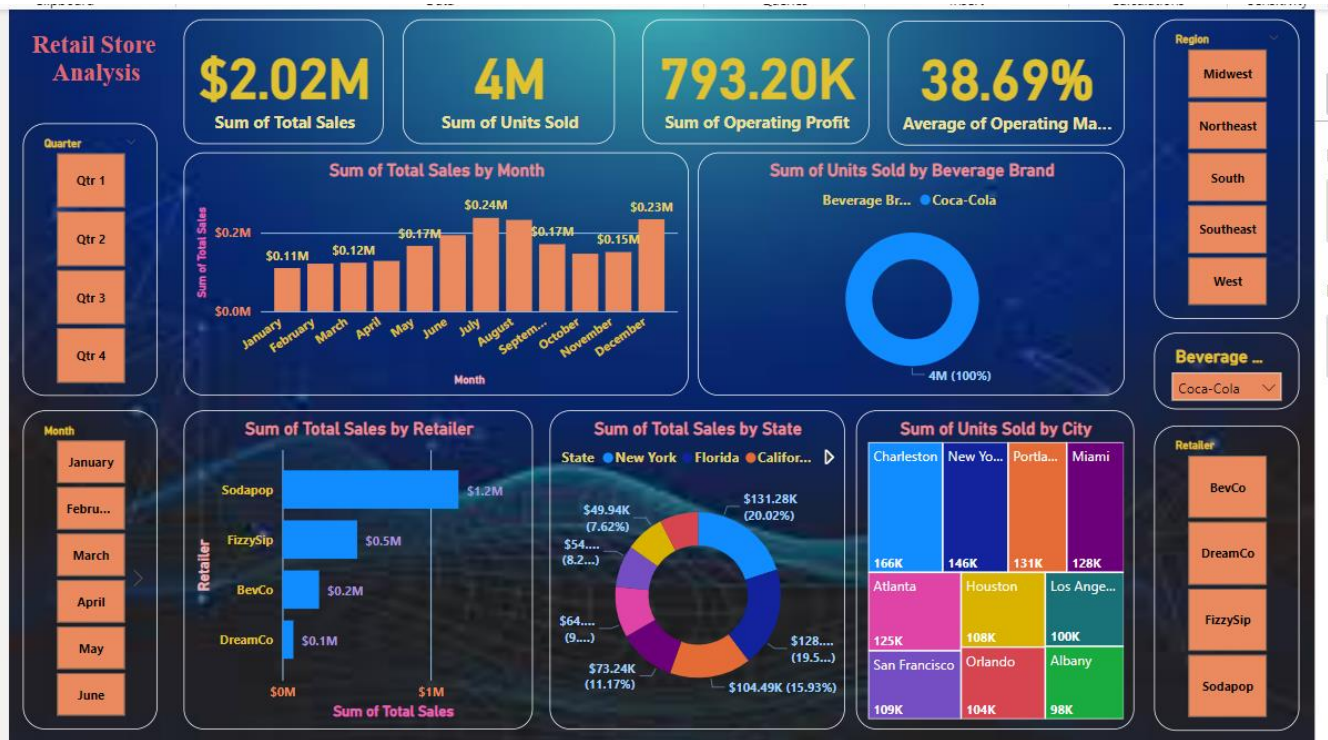 Retail Store
Analysis
$2.02M
Sum of Total Sales
4M
Sum of Units Sold
793.20K
Sum of Operating Profit
38.69%
Average of Operating Ma...
Region
Midwest
Northeast
South
Southeast
West
Quarter
Qtr 1
Qtr 2
Qtr 3
Qtr 4
Sum of Total Sales by Month
Sum of Total Sales
$0.2M
$0.0M
$0.11M
$0.12M
$0.17M
$0.24M
$0.17M
$0.15M
$0.23M
January
February
March
April
May
June
July
August
Septem...
October
November
December
Month
Sum of Units Sold by Beverage Brand
Beverage Br... Coca-Cola
4M (100%)
Beverage ...
Coca-Cola
Month
January
Febru...
March
April
May
June
Sum of Total Sales by Retailer
Retailer
Sodapop $1.2M
FizzySip $0.5M
BevCo $0.2M
DreamCo $0.1M
$0M $1M
Sum of Total Sales
Sum of Total Sales by State
State New York Florida Califor...
$131.28K
(20.02%)
$128....
(19.5...)
$104.49K (15.93%)
$73.24K
(11.17%)
$64....
(9....)
$54....
(8.2...)
$49.94K
(7.62%)
Sum of Units Sold by City
Charleston
166K
New Yo...
146K
Portla...
131K
Miami
128K
Atlanta
125K
Houston
108K
Los Ange...
100K
San Francisco
109K
Orlando
104K
Albany
98K
Retailer
BevCo
DreamCo
FizzySip
Sodapop